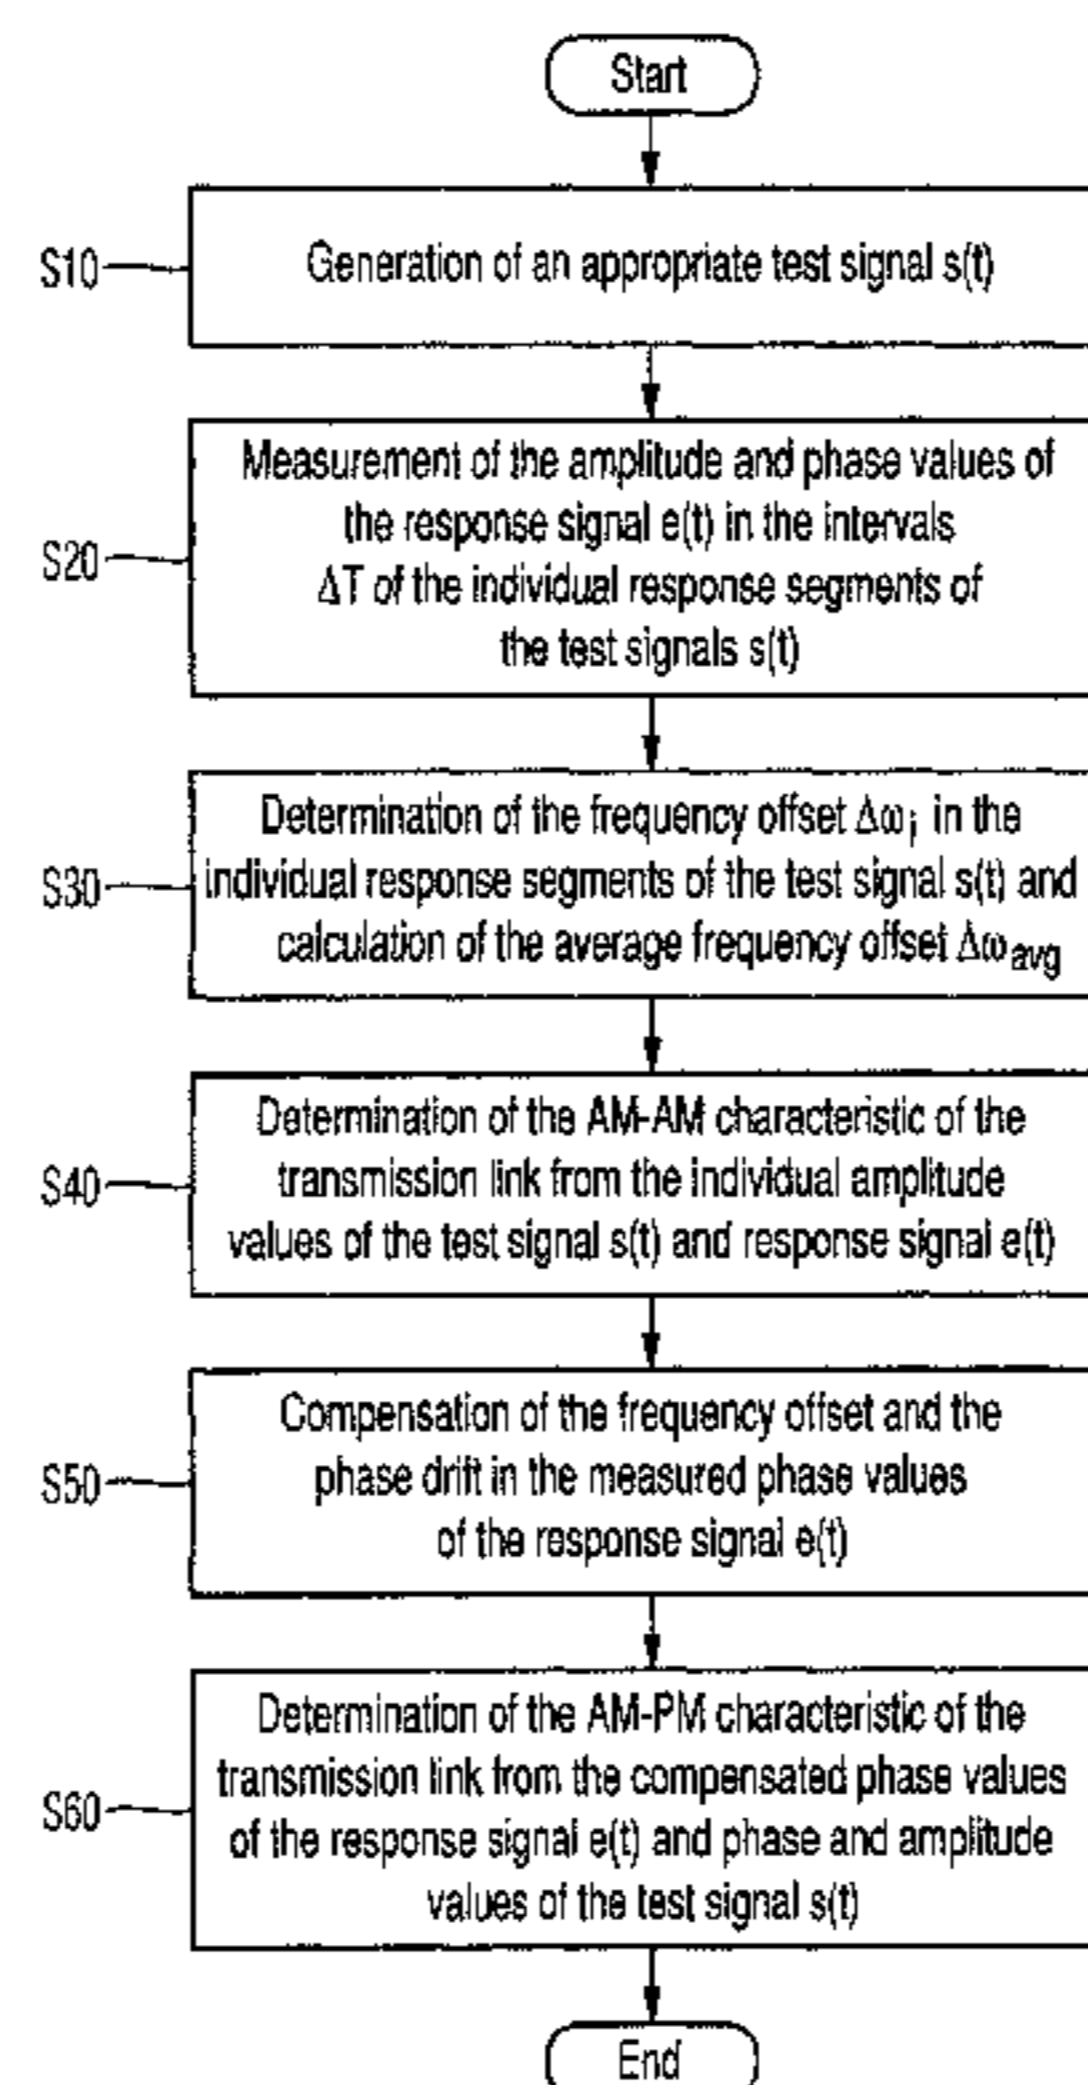 Start
S10
Generation of an appropriate test signal s(t)
S20
Measurement of the amplitude and phase values of
the response signal e(t) in the intervals
ΔT of the individual response segments of
the test signals s(t)
S30
Determination of the frequency offset Δωi in the
individual response segments of the test signal s(t) and
calculation of the average frequency offset Δωavg
S40
Determination of the AM-AM characteristic of the
transmission link from the individual amplitude
values of the test signal s(t) and response signal e(t)
S50
Compensation of the frequency offset and the
phase drift in the measured phase values
of the response signal e(t)
S60
Determination of the AM-PM characteristic of the
transmission link from the compensated phase values
of the response signal e(t) and phase and amplitude
values of the test signal s(t)
End